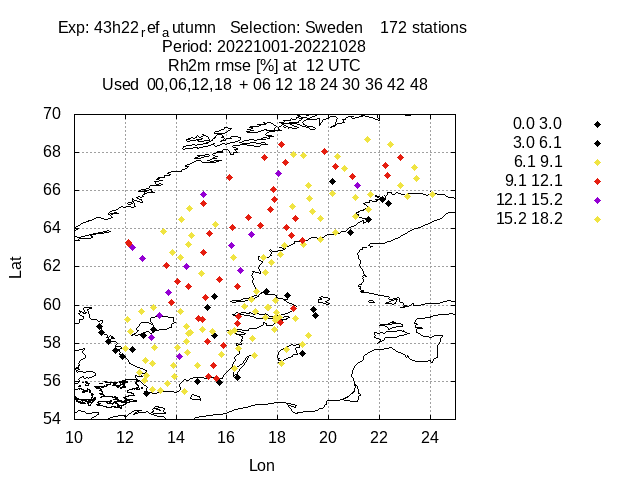 Exp: 43h22ref_autumn Selection: Sweden 172 stations
Period: 20221001-20221028
Rh2m rmse [%] at 12 UTC
Used 00,06,12,18 + 06 12 18 24 30 36 42 48
70
68
66
64
62
60
58
56
54
Lat
10 12 14 16 18 20 22 24
Lon
0.0 3.0
3.0 6.1
6.1 9.1
9.1 12.1
12.1 15.2
15.2 18.2